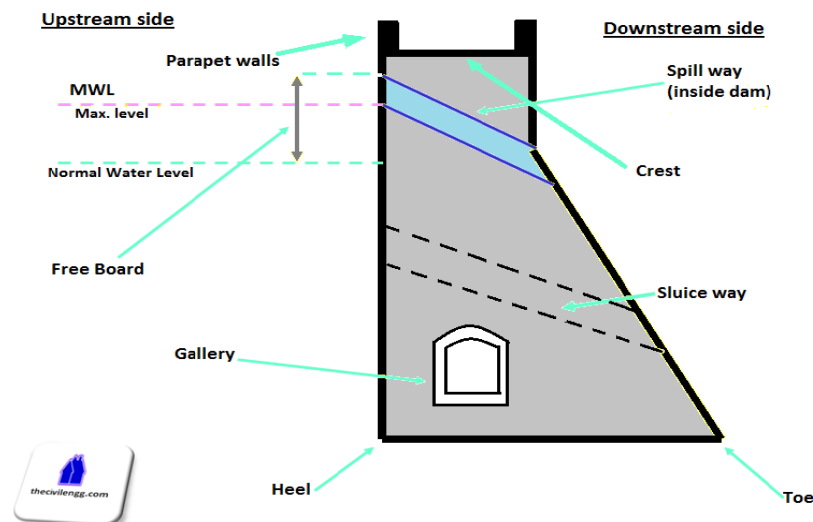 Upstream side
Downstream side
Parapet walls
Spill way
(inside dam)
MWL
Max. level
Normal Water Level
Crest
Free Board
Sluice way
Gallery
Heel
Toe
thecivilengg.com